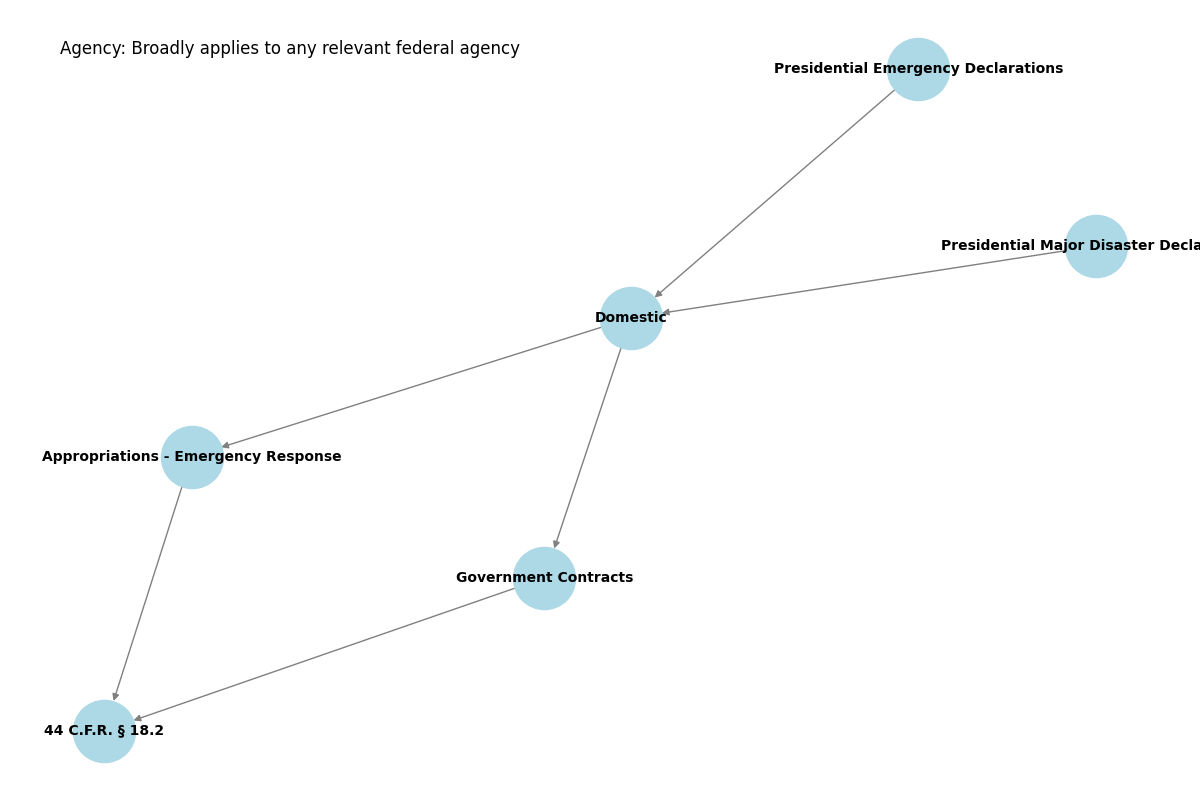 Agency: Broadly applies to any relevant federal agency
Presidential Emergency Declarations
Presidential Major Disaster Decla
Domestic
Appropriations - Emergency Response
Government Contracts
44 C.F.R. § 18.2